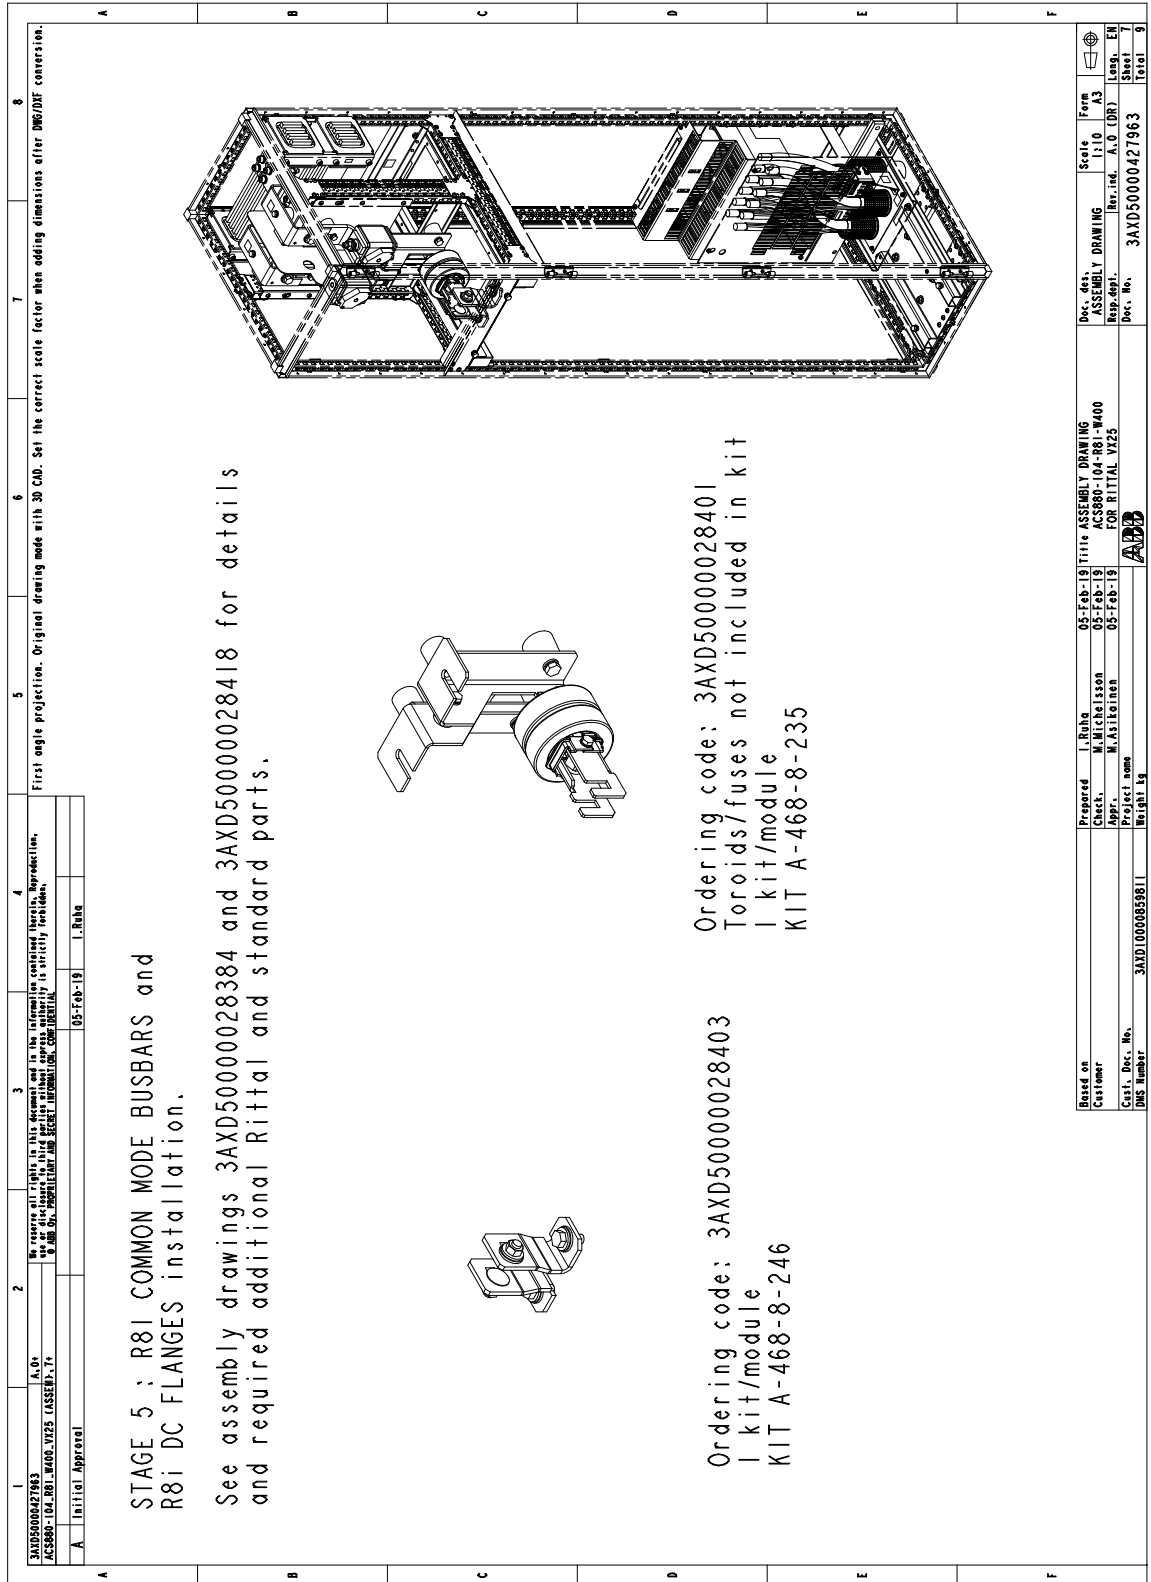 1 2 3 4 5 6 7 8
3AXD50000427963 A.0+
ACS880-104_R8I_W400_VX25 (ASSEM).7+
We reserve all rights in this document and in the information contained therein. Reproduction,
use or disclosure to third parties without express authority is strictly forbidden.
© ABB Oy. PROPRIETARY AND SECRET INFORMATION. CONFIDENTIAL
First angle projection. Original drawing mode with 3D CAD. Set the correct scale factor when adding dimensions after DWG/DXF conversion.
A Initial Approval 05-Feb-19 I.Ruha
A
B
C
D
E
F
STAGE 5 : R8I COMMON MODE BUSBARS and
R8i DC FLANGES installation.
See assembly drawings 3AXD50000028384 and 3AXD50000028418 for details
and required additional Rittal and standard parts.
Ordering code: 3AXD50000028403
1 kit/module
KIT A-468-8-246
Ordering code: 3AXD50000028401
Toroids/fuses not included in kit
1 kit/module
KIT A-468-8-235
A
B
C
D
E
F
Based on
Customer
Cust. Doc. No.
DMS Number 3AXD10000859811
Prepared I.Ruha 05-Feb-19
Check. M.Michelsson 05-Feb-19
Appr. M.Asikainen 05-Feb-19
Project name
Weight kg
Title ASSEMBLY DRAWING
ACS880-104-R8I-W400
FOR RITTAL VX25
ABB
Doc. des.
ASSEMBLY DRAWING
Resp.dept.
Doc. No.
3AXD50000427963
Scale 1:10
Form A3
Rev.ind. A.0 (DR)
Lang. EN
Sheet 7
Total 9